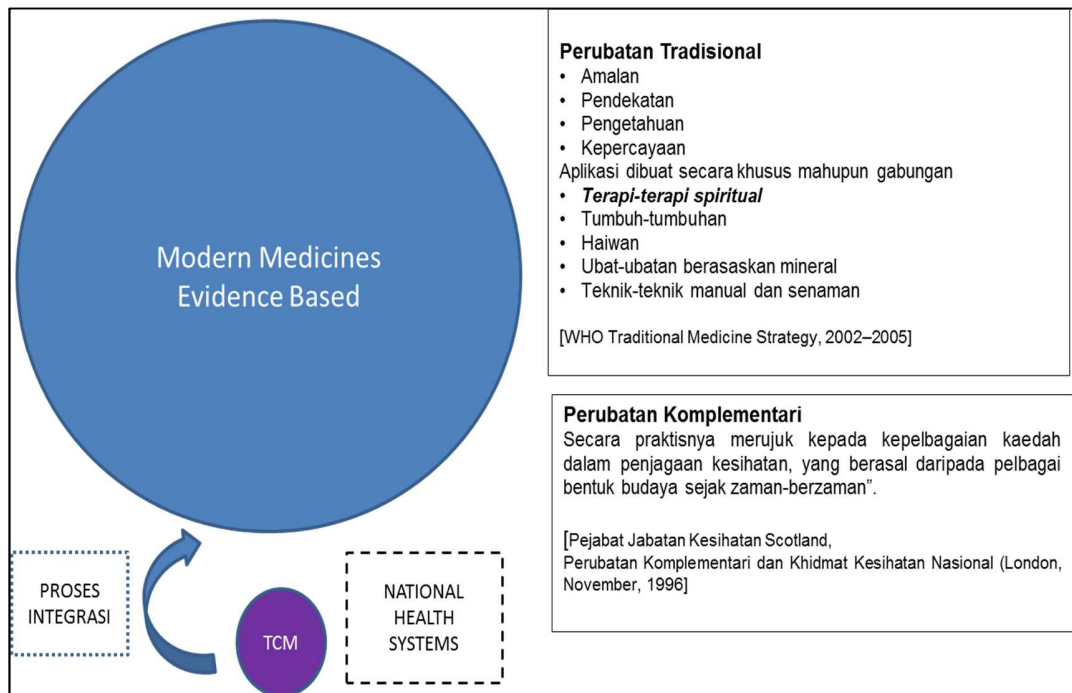 Modern Medicines
Evidence Based
PROSES
INTEGRASI
TCM
NATIONAL
HEALTH
SYSTEMS
Perubatan Tradisional
• Amalan
• Pendekatan
• Pengetahuan
• Kepercayaan
Aplikasi dibuat secara khusus mahupun gabungan
• Terapi-terapi spiritual
• Tumbuh-tumbuhan
• Haiwan
• Ubat-ubatan berasaskan mineral
• Teknik-teknik manual dan senaman
[WHO Traditional Medicine Strategy, 2002–2005]
Perubatan Komplementari
Secara praktisnya merujuk kepada kepelbagaian kaedah
dalam penjagaan kesihatan, yang berasal daripada pelbagai
bentuk budaya sejak zaman-berzaman”.
[Pejabat Jabatan Kesihatan Scotland,
Perubatan Komplementari dan Khidmat Kesihatan Nasional (London,
November, 1996]